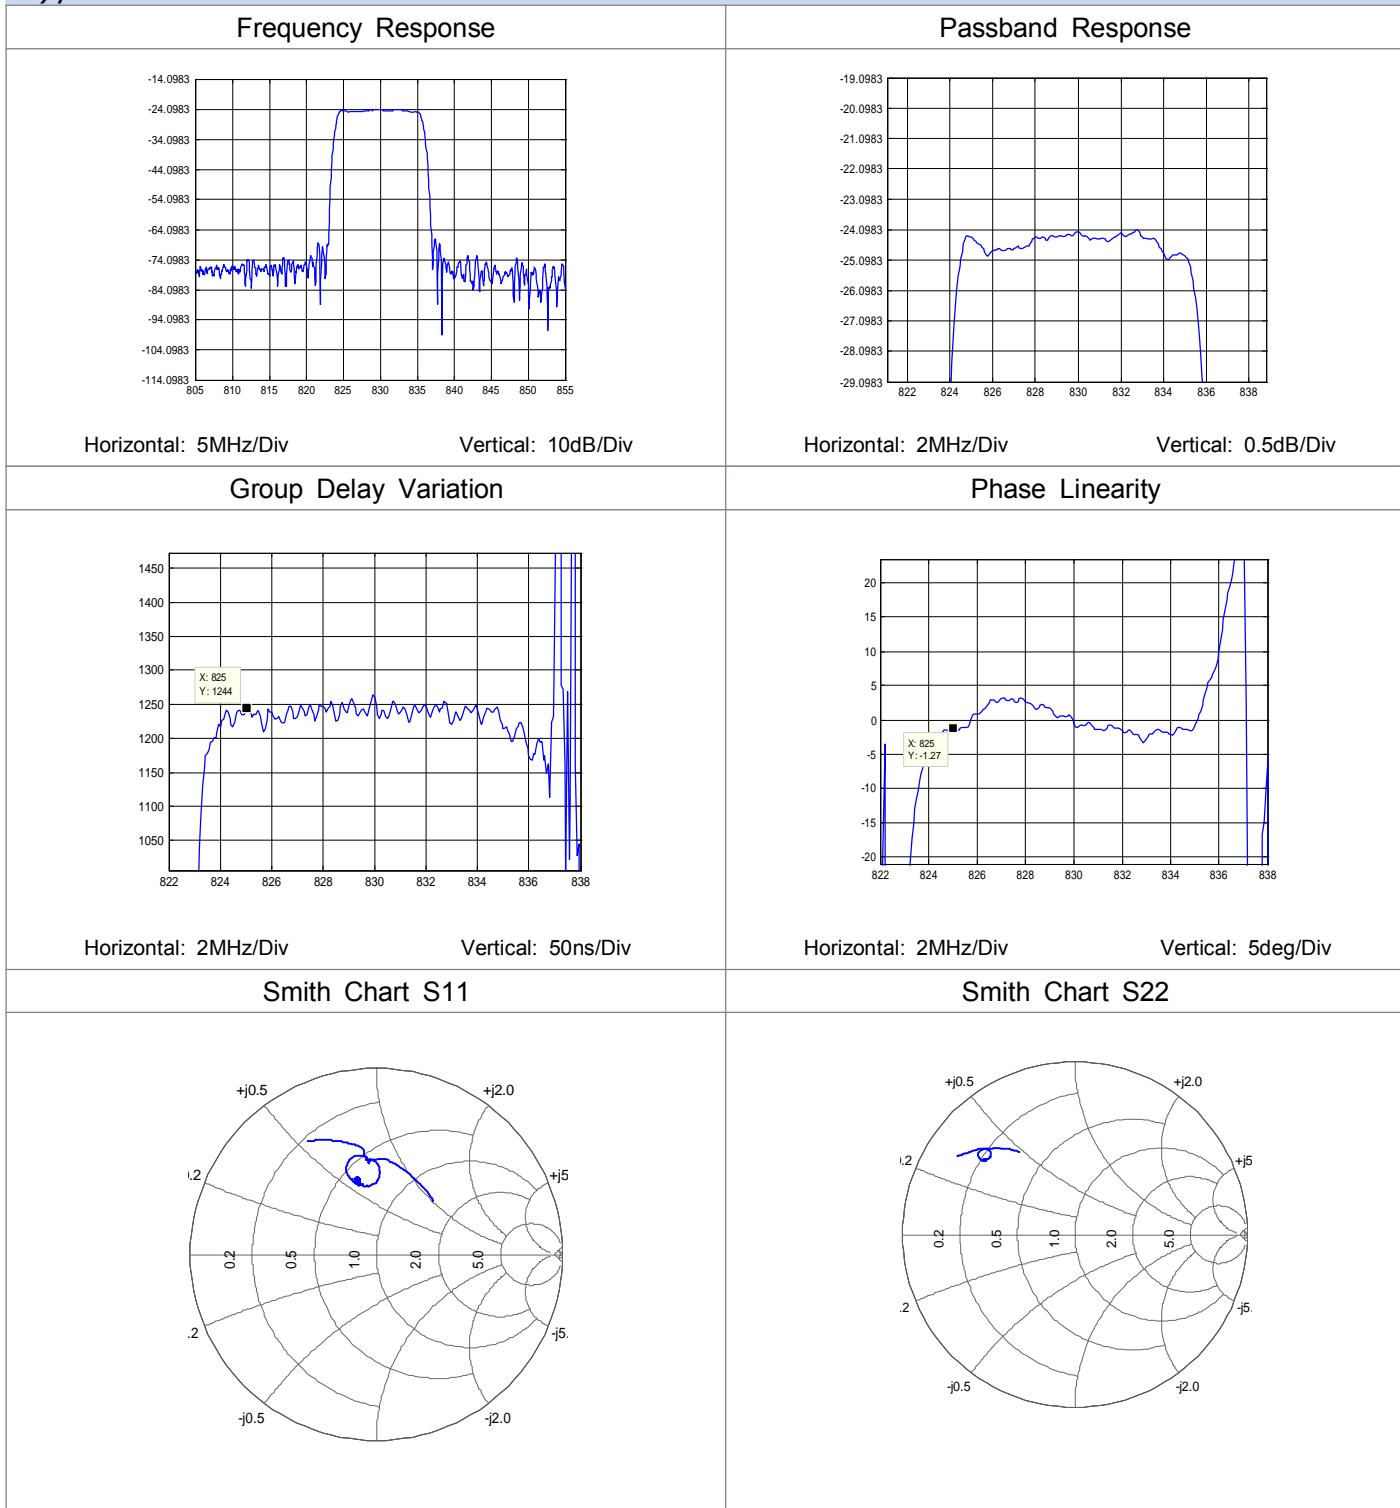 Frequency Response
Passband Response
-14.0983
-24.0983
-34.0983
-44.0983
-54.0983
-64.0983
-74.0983
-84.0983
-94.0983
-104.0983
-114.0983
805 810 815 820 825 830 835 840 845 850 855
Horizontal: 5MHz/Div Vertical: 10dB/Div
-19.0983
-20.0983
-21.0983
-22.0983
-23.0983
-24.0983
-25.0983
-26.0983
-27.0983
-28.0983
-29.0983
822 824 826 828 830 832 834 836 838
Horizontal: 2MHz/Div Vertical: 0.5dB/Div
Group Delay Variation
Phase Linearity
1450
1400
1350
1300
1250
1200
1150
1100
1050
X: 825
Y: 1244
822 824 826 828 830 832 834 836 838
Horizontal: 2MHz/Div Vertical: 50ns/Div
20
15
10
5
0
-5
-10
-15
-20
X: 825
Y: -1.27
822 824 826 828 830 832 834 836 838
Horizontal: 2MHz/Div Vertical: 5deg/Div
Smith Chart S11
Smith Chart S22
+j0.5 +j2.0
.2 +j5
0.2 0.5 1.0 2.0 5.0
.2 -j5.
-j0.5 -j2.0
+j0.5 +j2.0
.2 +j5
0.2 0.5 1.0 2.0 5.0
.2 -j5.
-j0.5 -j2.0